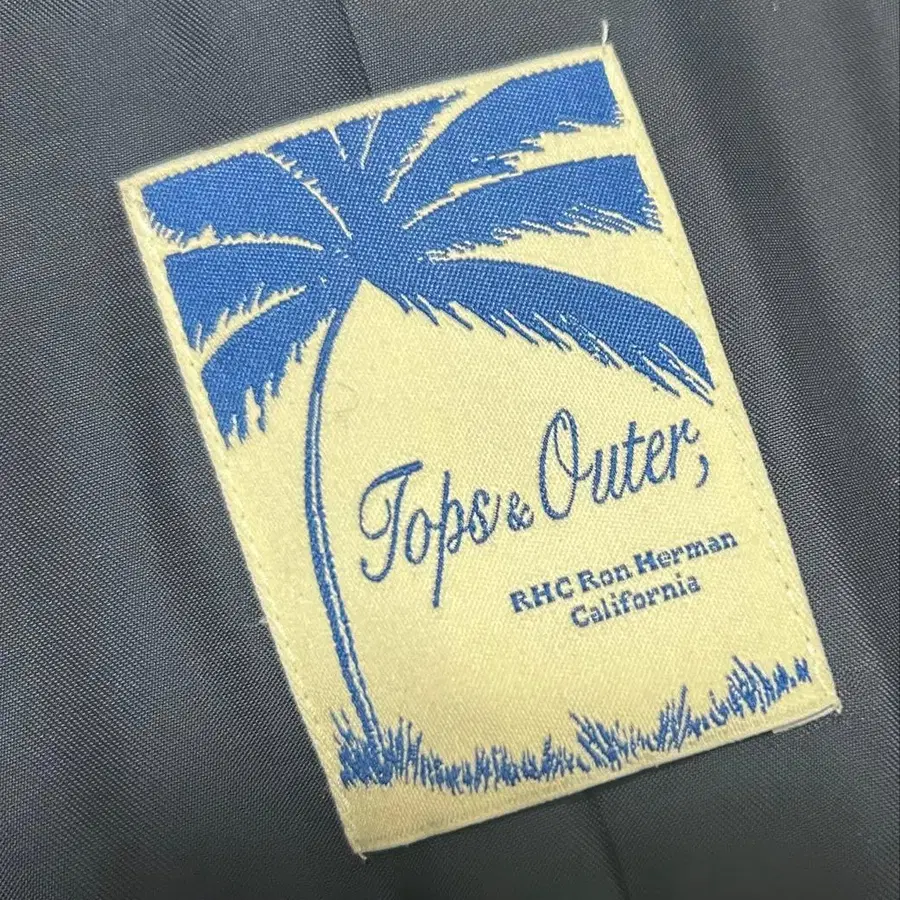 Tops & Outer,
RHC Ron Herman
California